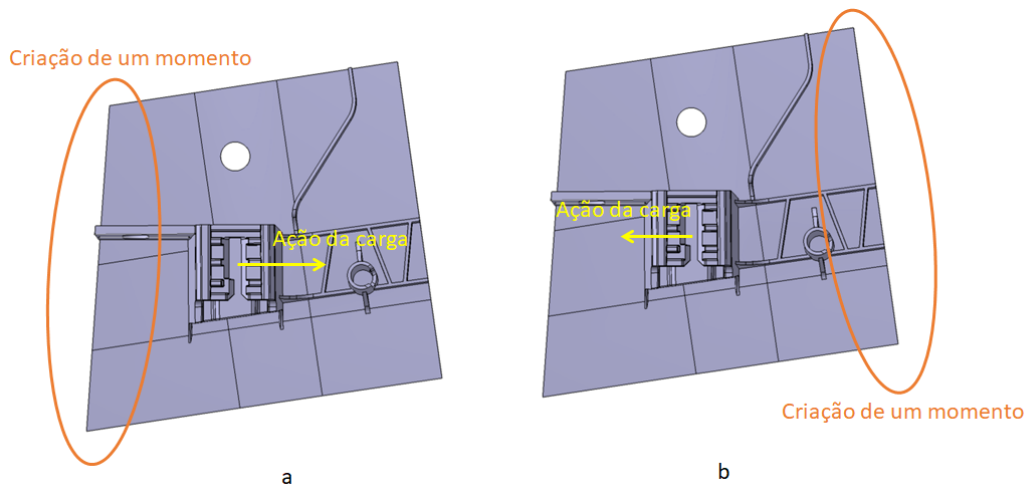 Criação de um momento
Ação da carga
a
Ação da carga
Criação de um momento
b